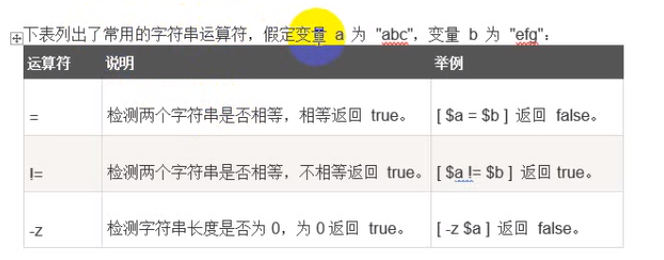 下表列出了常用的字符串运算符，假定变量 a 为 "abc"，变量 b 为 "efg"：
运算符 说明 举例
= 检测两个字符串是否相等，相等返回 true。 [ $a = $b ] 返回 false。
!= 检测两个字符串是否相等，不相等返回 true。 [ $a != $b ] 返回 true。
-z 检测字符串长度是否为 0，为 0 返回 true。 [ -z $a ] 返回 false。